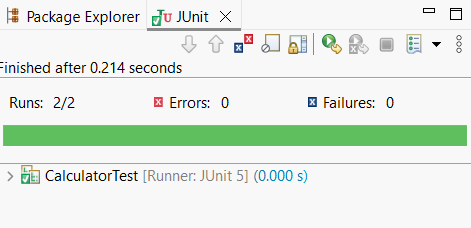 Package Explorer JUnit
Finished after 0.214 seconds
Runs: 2/2 Errors: 0 Failures: 0
CalculatorTest [Runner: JUnit 5] (0.000 s)